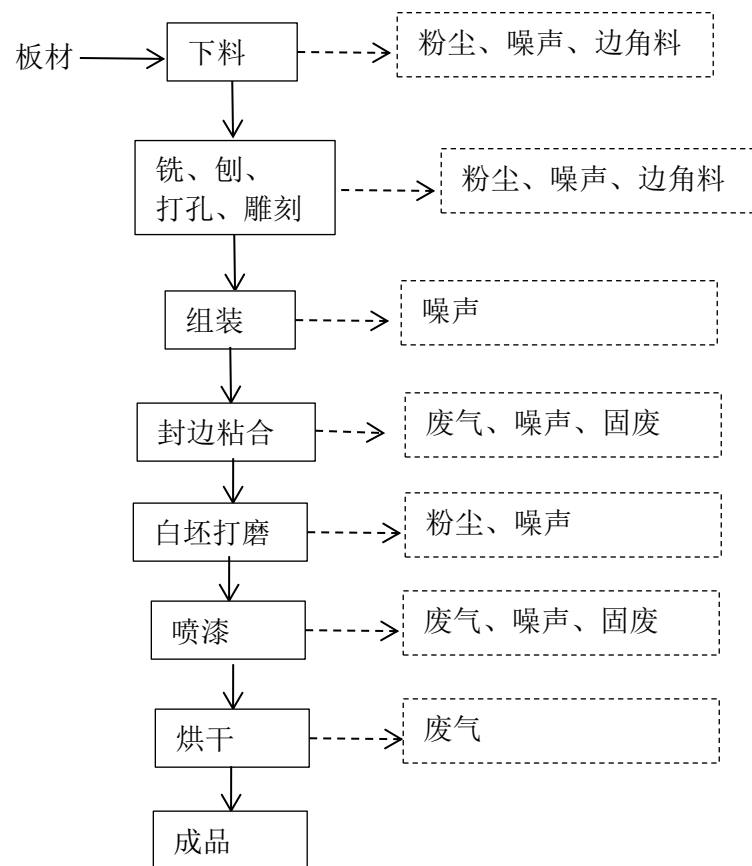 板材
下料
粉尘、噪声、边角料
铣、刨、
打孔、雕刻
粉尘、噪声、边角料
组装
噪声
封边粘合
废气、噪声、固废
白坯打磨
粉尘、噪声
喷漆
废气、噪声、固废
烘干
废气
成品